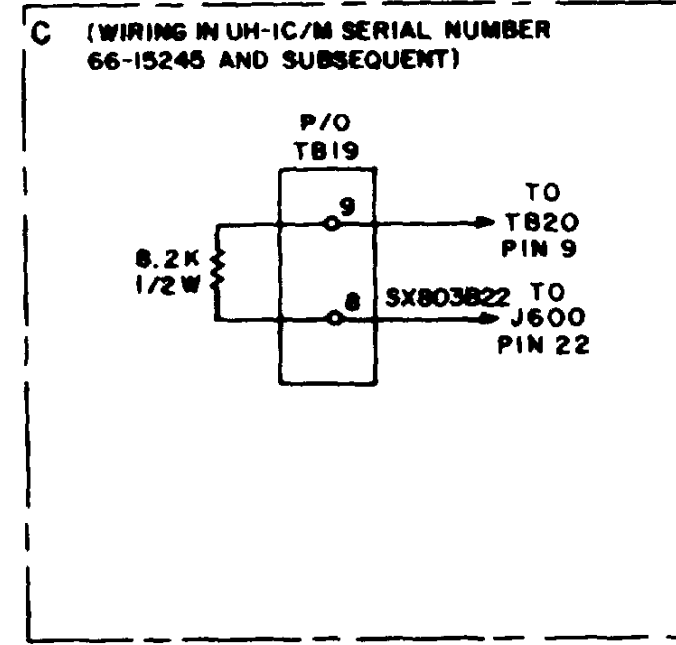 C (WIRING IN UH-1C/M SERIAL NUMBER
66-15245 AND SUBSEQUENT)
P/O
TB19
9
TO
TB20
PIN 9
8.2K
1/2 W
8
SX803B22
TO
J600
PIN 22